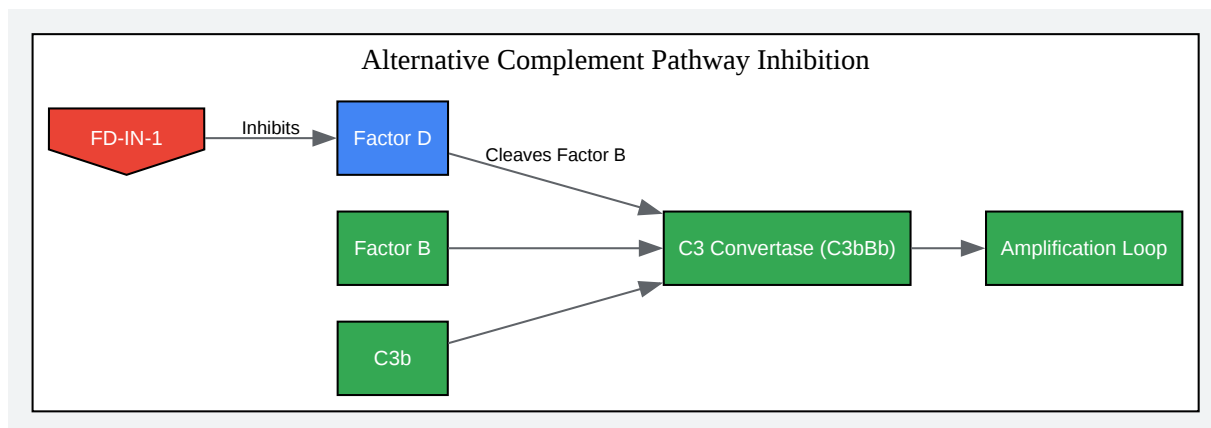 Alternative Complement Pathway Inhibition
FD-IN-1
Inhibits
Factor D
Cleaves Factor B
Factor B
C3 Convertase (C3bBb)
Amplification Loop
C3b